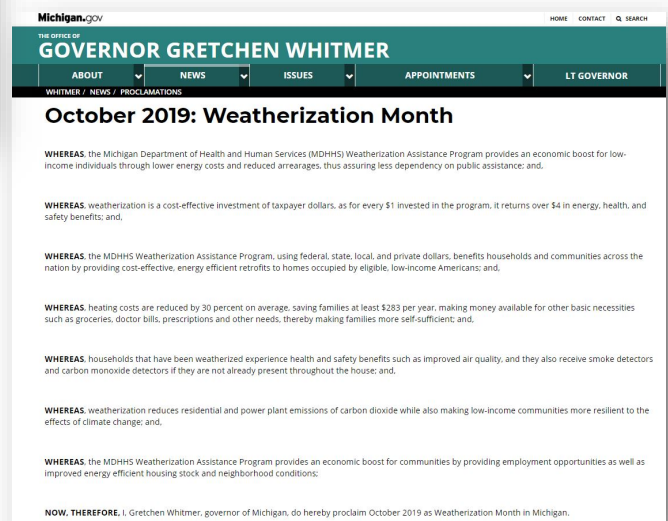 Michigan.gov
HOME CONTACT SEARCH
THE OFFICE OF
GOVERNOR GRETCHEN WHITMER
ABOUT NEWS ISSUES APPOINTMENTS LT GOVERNOR
WHITMER / NEWS / PROCLAMATIONS
October 2019: Weatherization Month
WHEREAS, the Michigan Department of Health and Human Services (MDHHS) Weatherization Assistance Program provides an economic boost for low-
income individuals through lower energy costs and reduced arrearages, thus assuring less dependency on public assistance; and,
WHEREAS, weatherization is a cost-effective investment of taxpayer dollars, as for every $1 invested in the program, it returns over $4 in energy, health, and
safety benefits; and,
WHEREAS, the MDHHS Weatherization Assistance Program, using federal, state, local, and private dollars, benefits households and communities across the
nation by providing cost-effective, energy efficient retrofits to homes occupied by eligible, low-income Americans; and,
WHEREAS, heating costs are reduced by 30 percent on average, saving families at least $283 per year, making money available for other basic necessities
such as groceries, doctor bills, prescriptions and other needs, thereby making families more self-sufficient; and,
WHEREAS, households that have been weatherized experience health and safety benefits such as improved air quality, and they also receive smoke detectors
and carbon monoxide detectors if they are not already present throughout the house; and,
WHEREAS, weatherization reduces residential and power plant emissions of carbon dioxide while also making low-income communities more resilient to the
effects of climate change; and,
WHEREAS, the MDHHS Weatherization Assistance Program provides an economic boost for communities by providing employment opportunities as well as
improved energy efficient housing stock and neighborhood conditions;
NOW, THEREFORE, I, Gretchen Whitmer, governor of Michigan, do hereby proclaim October 2019 as Weatherization Month in Michigan.